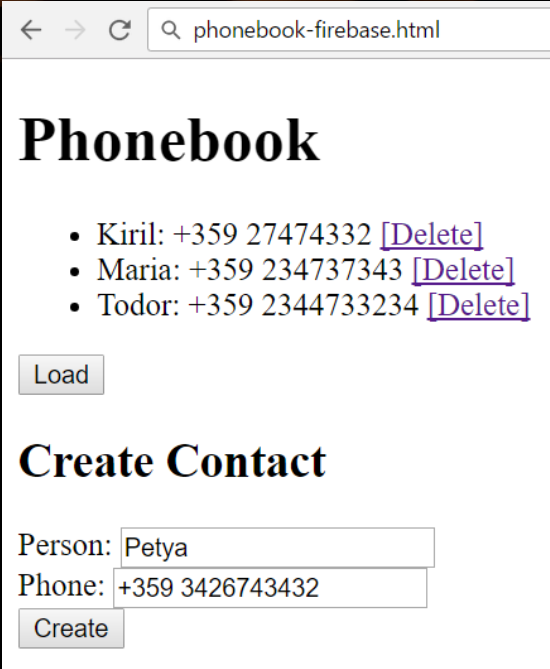 phonebook-firebase.html
Phonebook
Kiril: +359 27474332 [Delete]
Maria: +359 234737343 [Delete]
Todor: +359 2344733234 [Delete]
Load
Create Contact
Person: Petya
Phone: +359 3426743432
Create